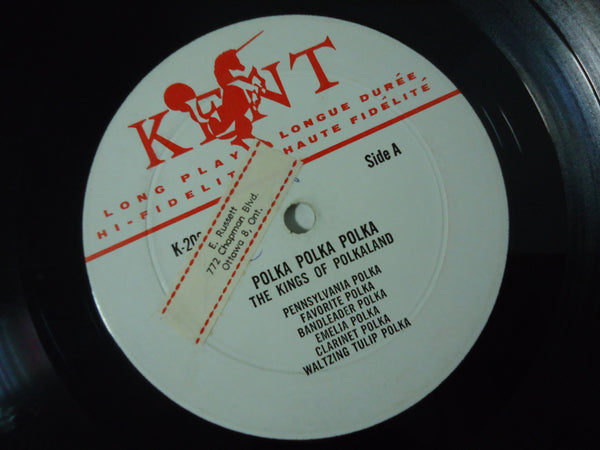 KENT
LONG PLAY LONGUE DURÉE
HI-FIDELIT HAUTE FIDÉLITÉ
Side A
E. Russett
772 Chapman Blvd.
Ottawa 8, Ont.
POLKA POLKA POLKA
THE KINGS OF POLKALAND
PENNSYLVANIA POLKA
FAVORITE POLKA
BANDLEADER POLKA
EMELIA POLKA
CLARINET POLKA
WALTZING TULIP POLKA